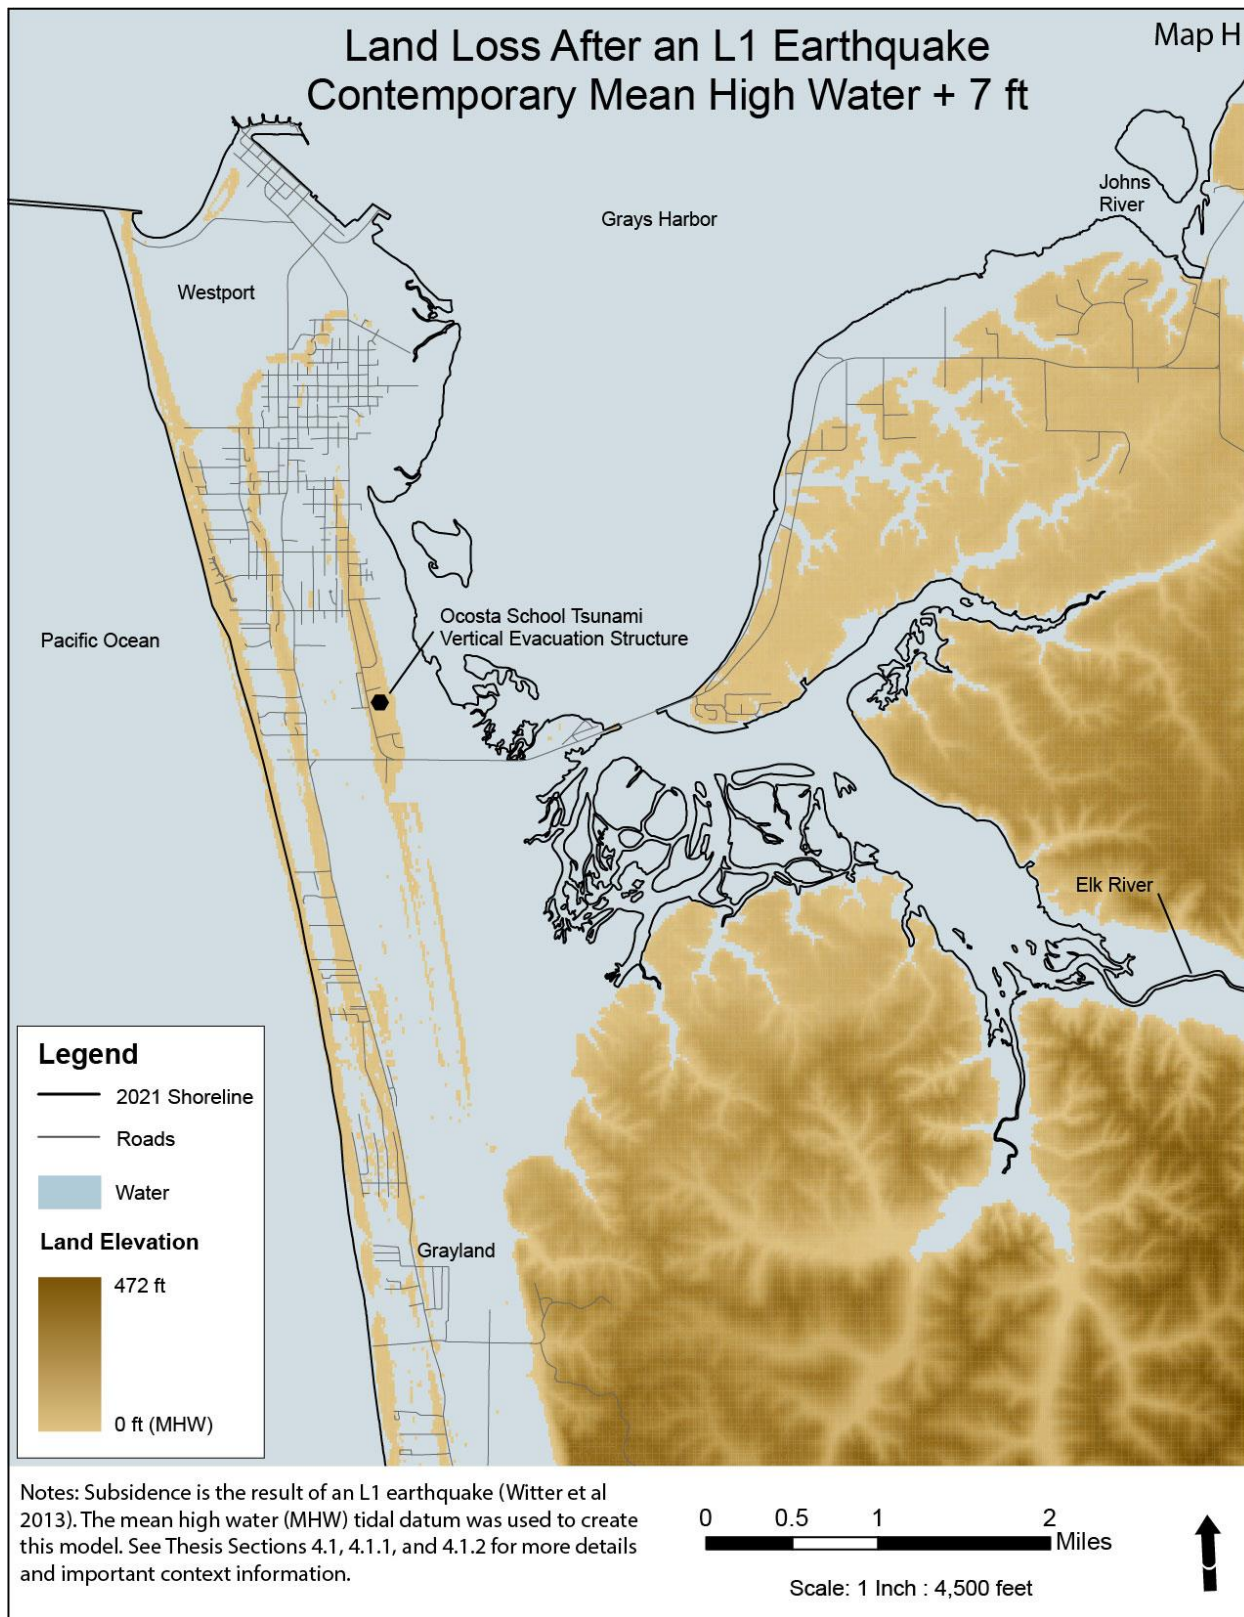 Map H
Land Loss After an L1 Earthquake
Contemporary Mean High Water + 7 ft
Johns
River
Grays Harbor
Westport
Ocosta School Tsunami
Vertical Evacuation Structure
Pacific Ocean
Elk River
Grayland
Legend
2021 Shoreline
Roads
Water
Land Elevation
472 ft
0 ft (MHW)
Notes: Subsidence is the result of an L1 earthquake (Witter et al
2013). The mean high water (MHW) tidal datum was used to create
this model. See Thesis Sections 4.1, 4.1.1, and 4.1.2 for more details
and important context information.
0 0.5 1 2
Miles
Scale: 1 Inch : 4,500 feet